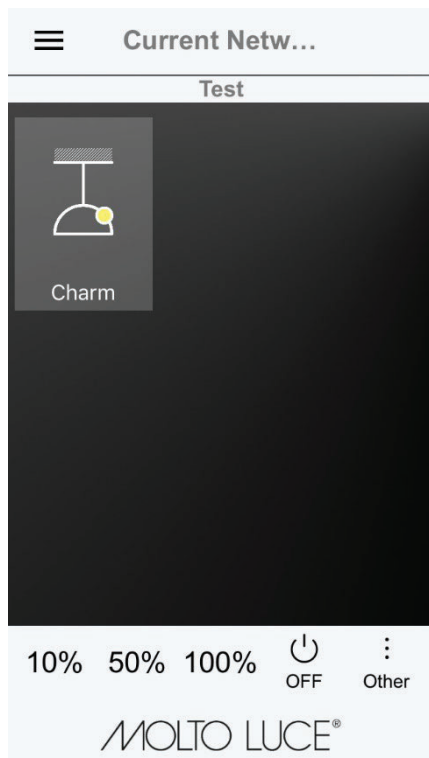 Current Netw...
Test
Charm
10% 50% 100% OFF Other
MOLTO LUCE®